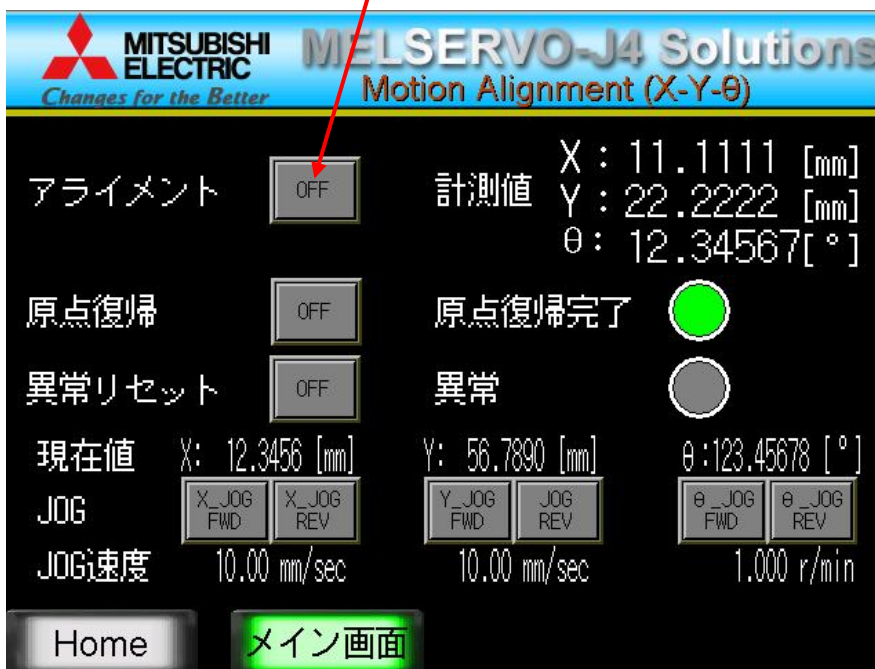 MITSUBISHI ELECTRIC
Changes for the Better
MELSERVO-J4 Solutions
Motion Alignment (X-Y-θ)
アライメント OFF 計測値 X : 11.1111 [mm]
Y : 22.2222 [mm]
θ : 12.34567[°]
原点復帰 OFF 原点復帰完了
異常リセット OFF 異常
現在値 X: 12.3456 [mm] Y: 56.7890 [mm] θ:123.45678 [°]
JOG X_JOG FWD X_JOG REV Y_JOG FWD JOG REV θ_JOG FWD θ_JOG REV
JOG速度 10.00 mm/sec 10.00 mm/sec 1.000 r/min
Home メイン画面